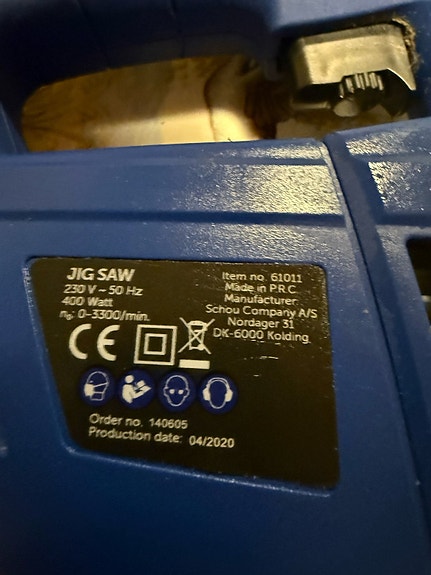 JIG SAW
230 V ~ 50 Hz
400 Watt
n₀: 0-3300/min.
Item no. 61011
Made in P.R.C
Manufacturer:
Schou Company A/S
Nordager 31
DK-6000 Kolding
CE
Order no. 140605
Production date: 04/2020